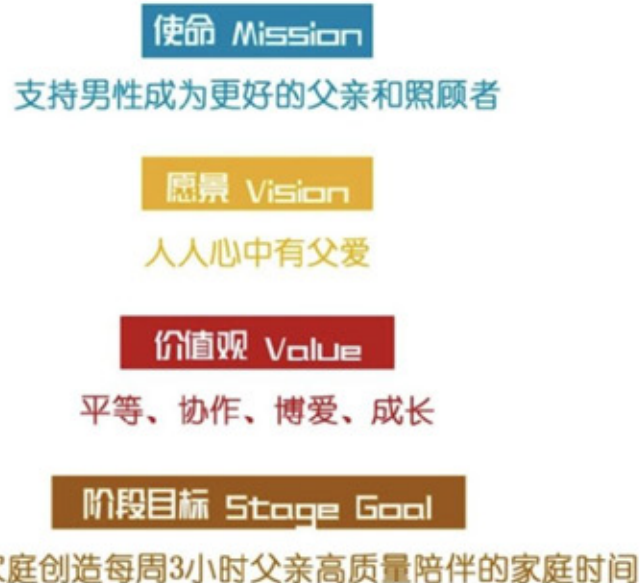 使命 Mission
支持男性成为更好的父亲和照顾者
愿景 Vision
人人心中有父爱
价值观 Value
平等、协作、博爱、成长
阶段目标 Stage Goal
庭创造每周3小时父亲高质量陪伴的家庭时间